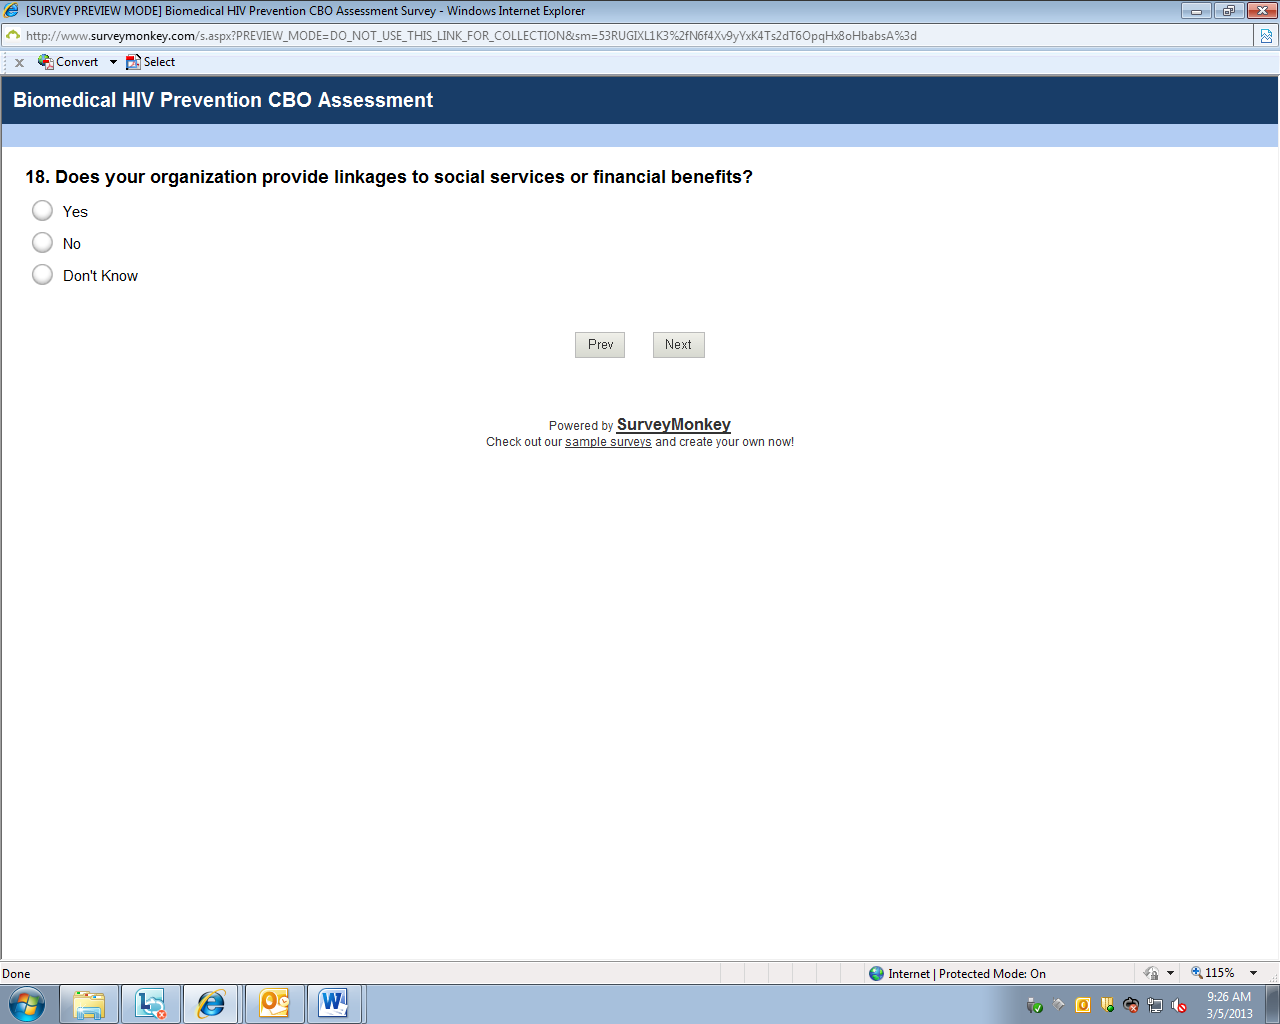 [SURVEY PREVIEW MODE] Biomedical HIV Prevention CBO Assessment Survey - Windows Internet Explorer
http://www.surveymonkey.com/s.aspx?PREVIEW_MODE=DO_NOT_USE_THIS_LINK_FOR_COLLECTION&sm=53RUGIXL1K3%2fN6f4Xv9yYxK4Ts2dT6OpqHx8oHbabsA%3d
x Convert Select
Biomedical HIV Prevention CBO Assessment
18. Does your organization provide linkages to social services or financial benefits?
Yes
No
Don't Know
Prev Next
Powered by SurveyMonkey
Check out our sample surveys and create your own now!
Done Internet | Protected Mode: On 115%
9:26 AM
3/5/2013